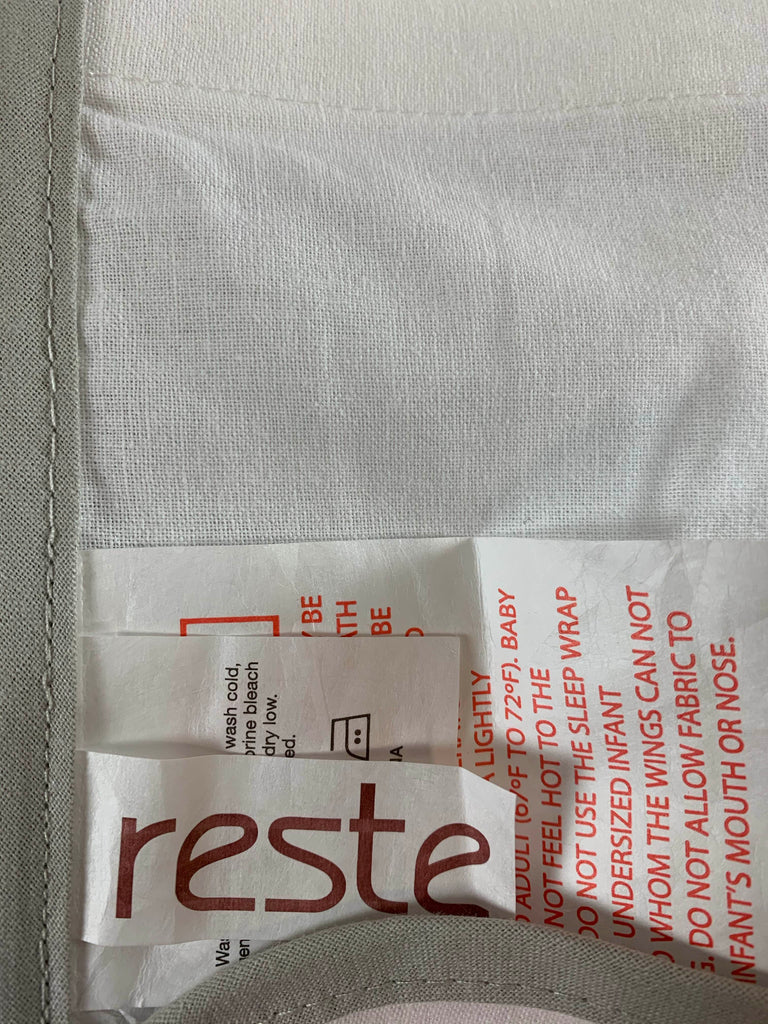 reste
wash cold,
orine bleach
dry low.
ed.
Wa
BE
ATH
BE
LIGHTLY
ADULT (67ºF TO 72ºF). BABY
NOT FEEL HOT TO THE
DO NOT USE THE SLEEP WRAP
UNDERSIZED INFANT
WHOM THE WINGS CAN NOT
G. DO NOT ALLOW FABRIC TO
INFANT'S MOUTH OR NOSE.